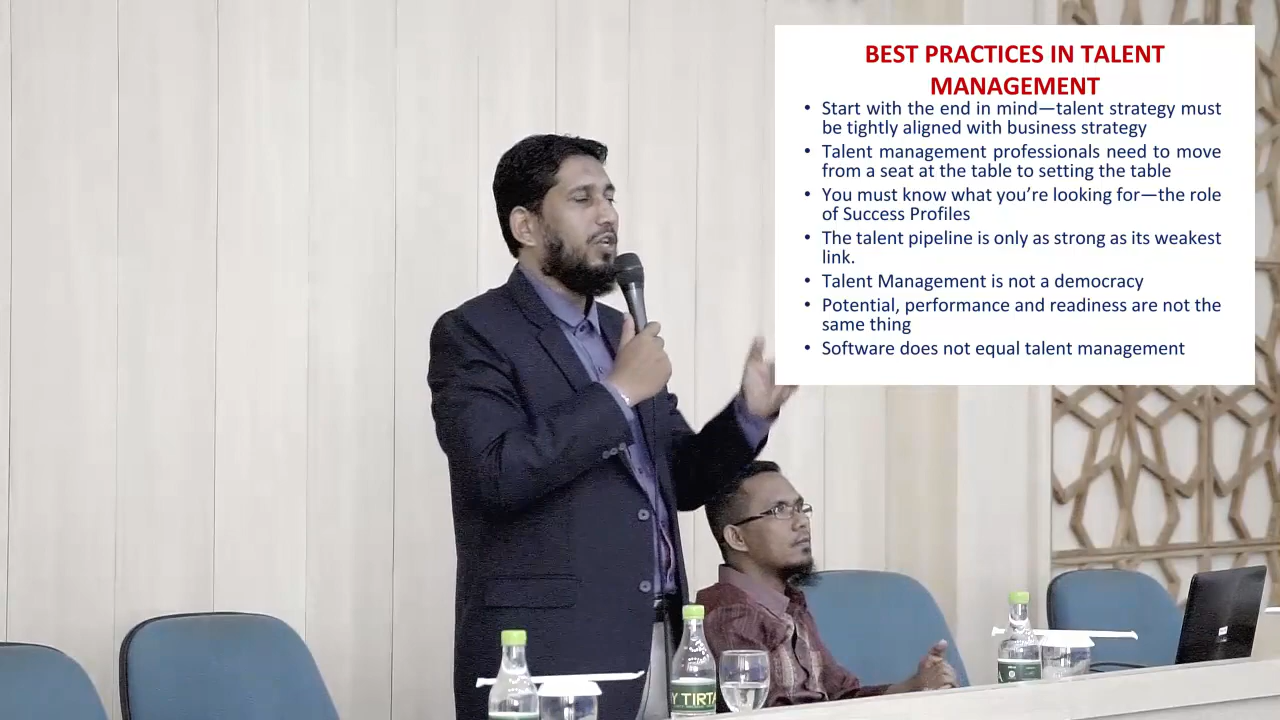 BEST PRACTICES IN TALENT
MANAGEMENT
• Start with the end in mind—talent strategy must
be tightly aligned with business strategy
• Talent management professionals need to move
from a seat at the table to setting the table
• You must know what you’re looking for—the role
of Success Profiles
• The talent pipeline is only as strong as its weakest
link.
• Talent Management is not a democracy
• Potential, performance and readiness are not the
same thing
• Software does not equal talent management
Y TIRTA